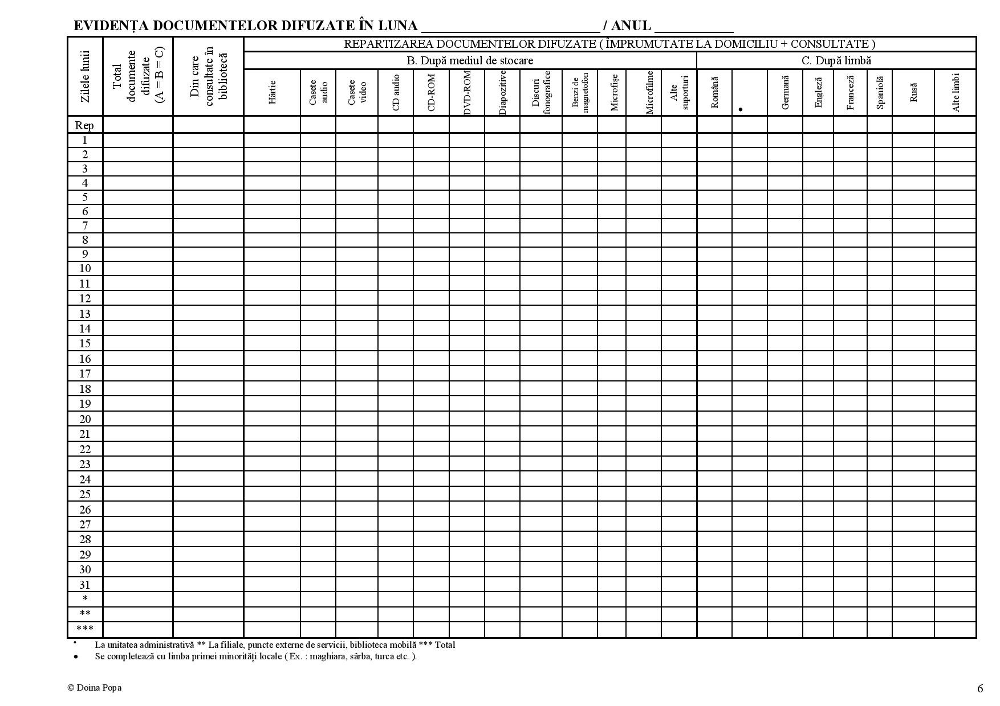 EVIDENȚA DOCUMENTELOR DIFUZATE ÎN LUNA ________________________ / ANUL ___________
Zilele lunii
Total
documente
difuzate
(A = B = C)
Din care
consultate în
bibliotecă
REPARTIZAREA DOCUMENTELOR DIFUZATE ( ÎMPRUMUTATE LA DOMICILIU + CONSULTATE )
B. După mediul de stocare
C. După limbă
Hârtie
Casete
audio
Casete
video
CD audio
CD-ROM
DVD-ROM
Diapozitive
Discuri
fonografice
Benzi de
magnetofon
Microfișe
Microfilme
Alte
suporturi
Română
•
Germană
Engleză
Franceză
Spaniolă
Rusă
Alte limbi
Rep
1
2
3
4
5
6
7
8
9
10
11
12
13
14
15
16
17
18
19
20
21
22
23
24
25
26
27
28
29
30
31
*
**
***
• La unitatea administrativă ** La filiale, puncte externe de servicii, biblioteca mobilă *** Total
• Se completează cu limba primei minorități locale ( Ex. : maghiara, sârba, turca etc. ).
© Doina Popa
6